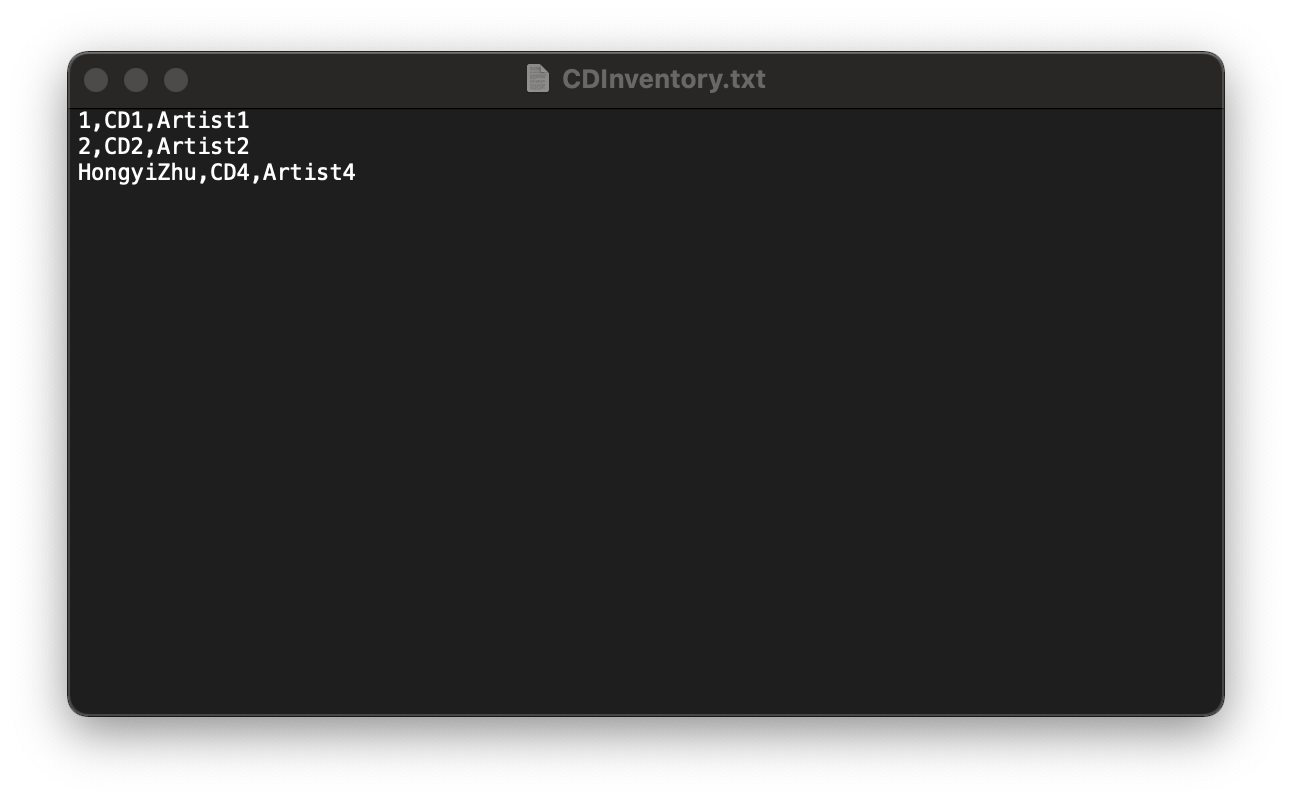 CDInventory.txt
1,CD1,Artist1
2,CD2,Artist2
HongyiZhu,CD4,Artist4